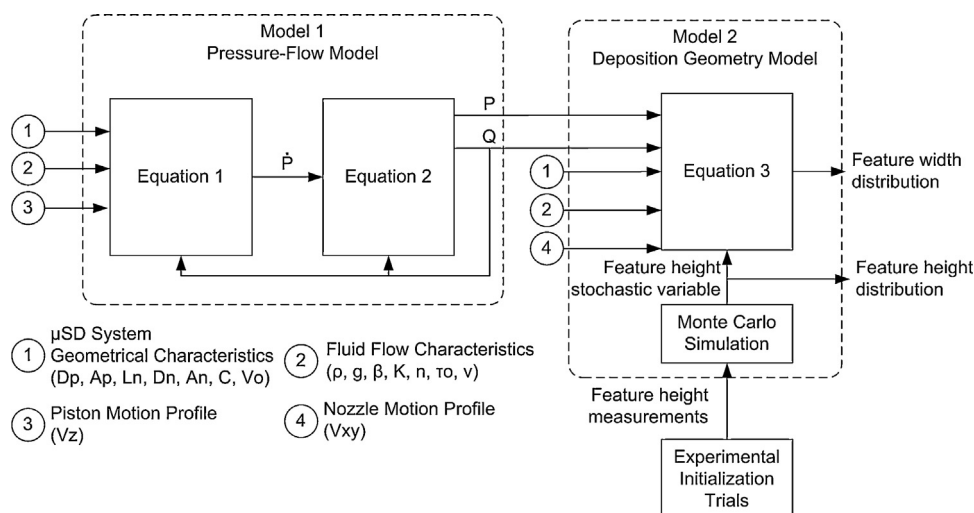 Model 1
Pressure-Flow Model
Model 2
Deposition Geometry Model
1
2
3
Equation 1
Ṗ
Equation 2
P
Q
1
2
4
Equation 3
Feature width
distribution
Feature height
stochastic variable
Feature height
distribution
Monte Carlo
Simulation
Feature height
measurements
Experimental
Initialization
Trials
1
µSD System
Geometrical Characteristics
(Dp, Ap, Ln, Dn, An, C, Vo)
2
Fluid Flow Characteristics
(ρ, g, β, K, n, τo, v)
3
Piston Motion Profile
(Vz)
4
Nozzle Motion Profile
(Vxy)